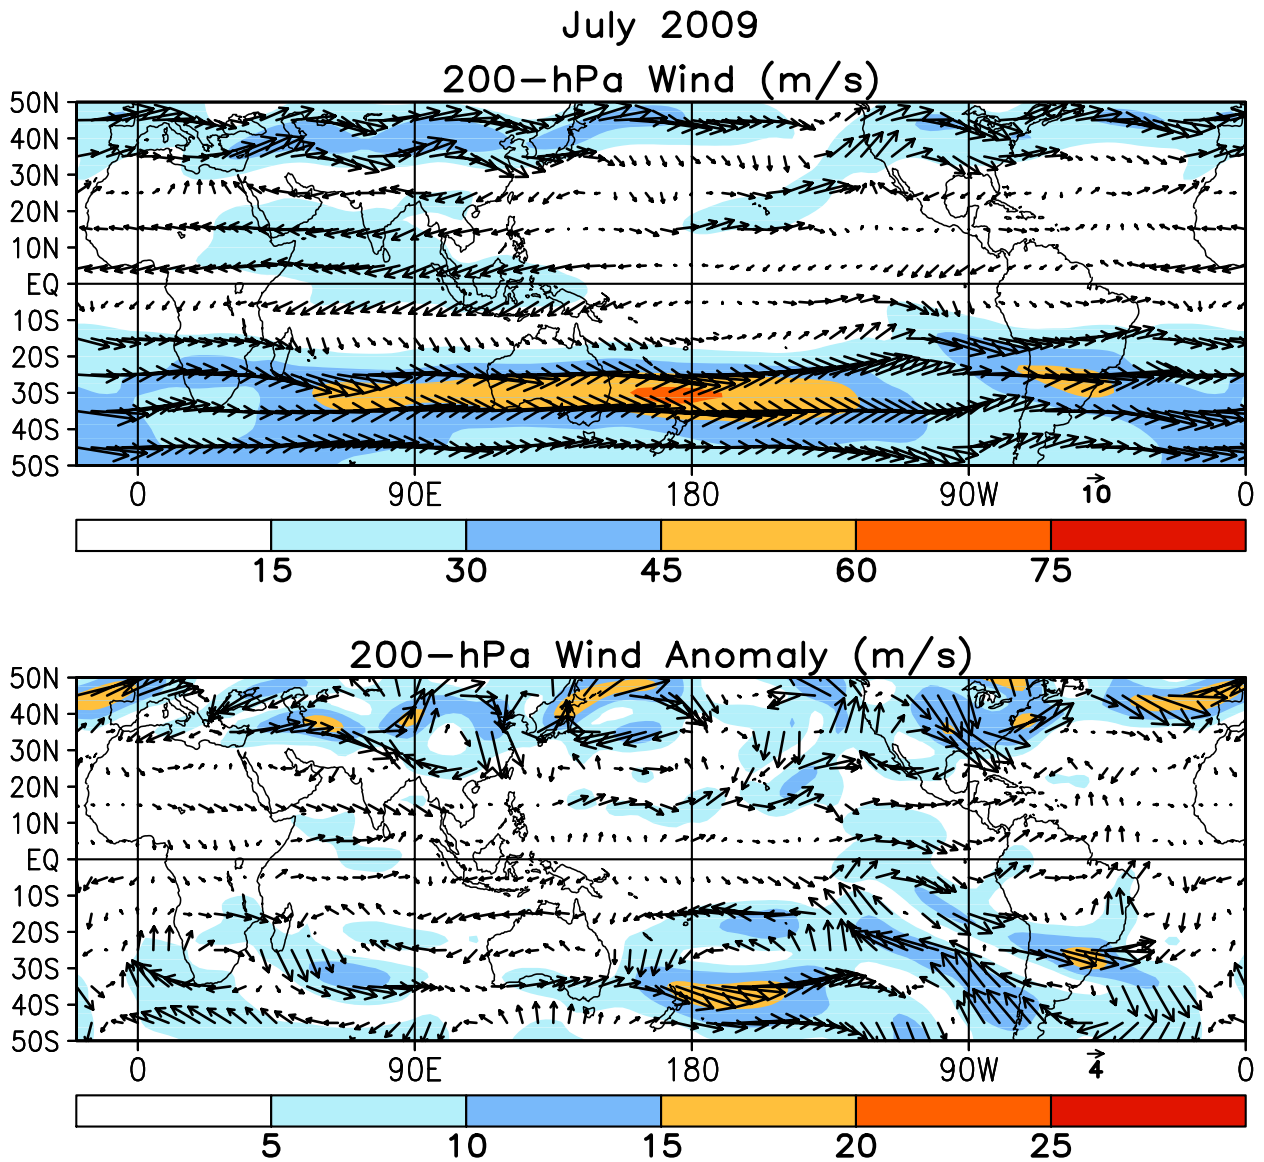 July 2009
200-hPa Wind (m/s)
50N
40N
30N
20N
10N
EQ
10S
20S
30S
40S
50S
0 90E 180 90W 10 0
15 30 45 60 75
200-hPa Wind Anomaly (m/s)
50N
40N
30N
20N
10N
EQ
10S
20S
30S
40S
50S
0 90E 180 90W 4 0
5 10 15 20 25